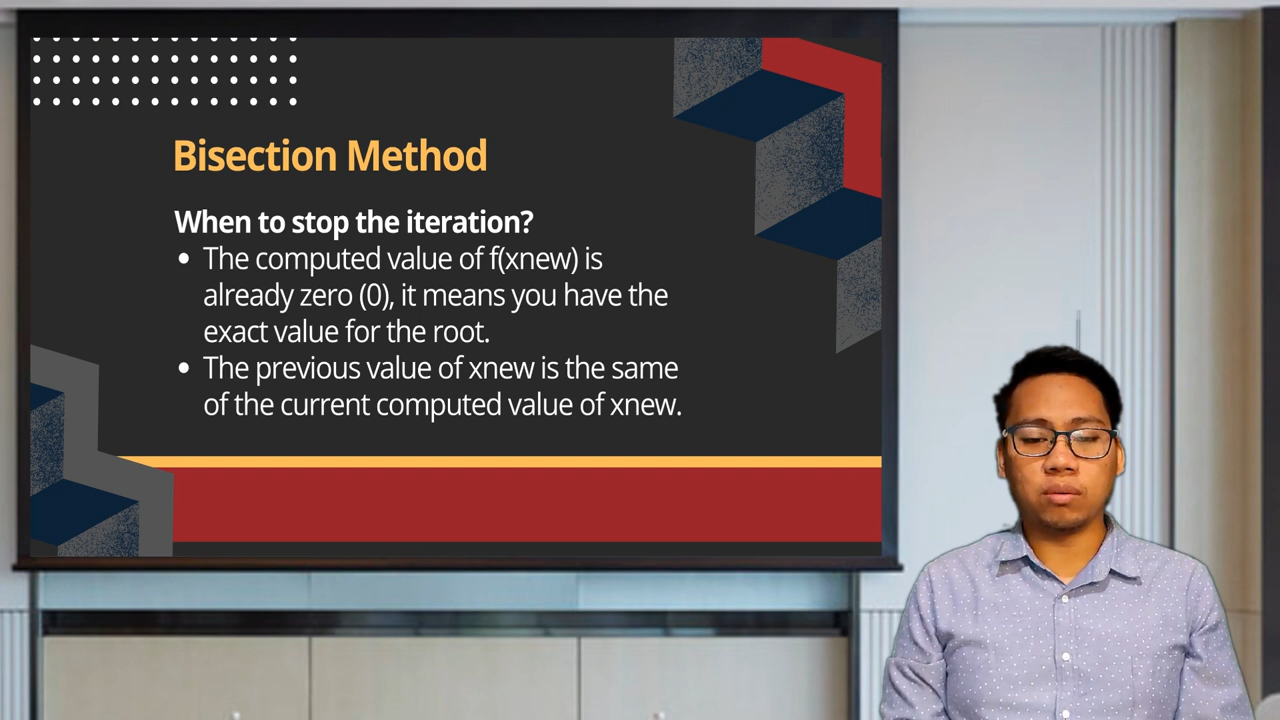 Bisection Method
When to stop the iteration?
• The computed value of f(xnew) is
already zero (0), it means you have the
exact value for the root.
• The previous value of xnew is the same
of the current computed value of xnew.